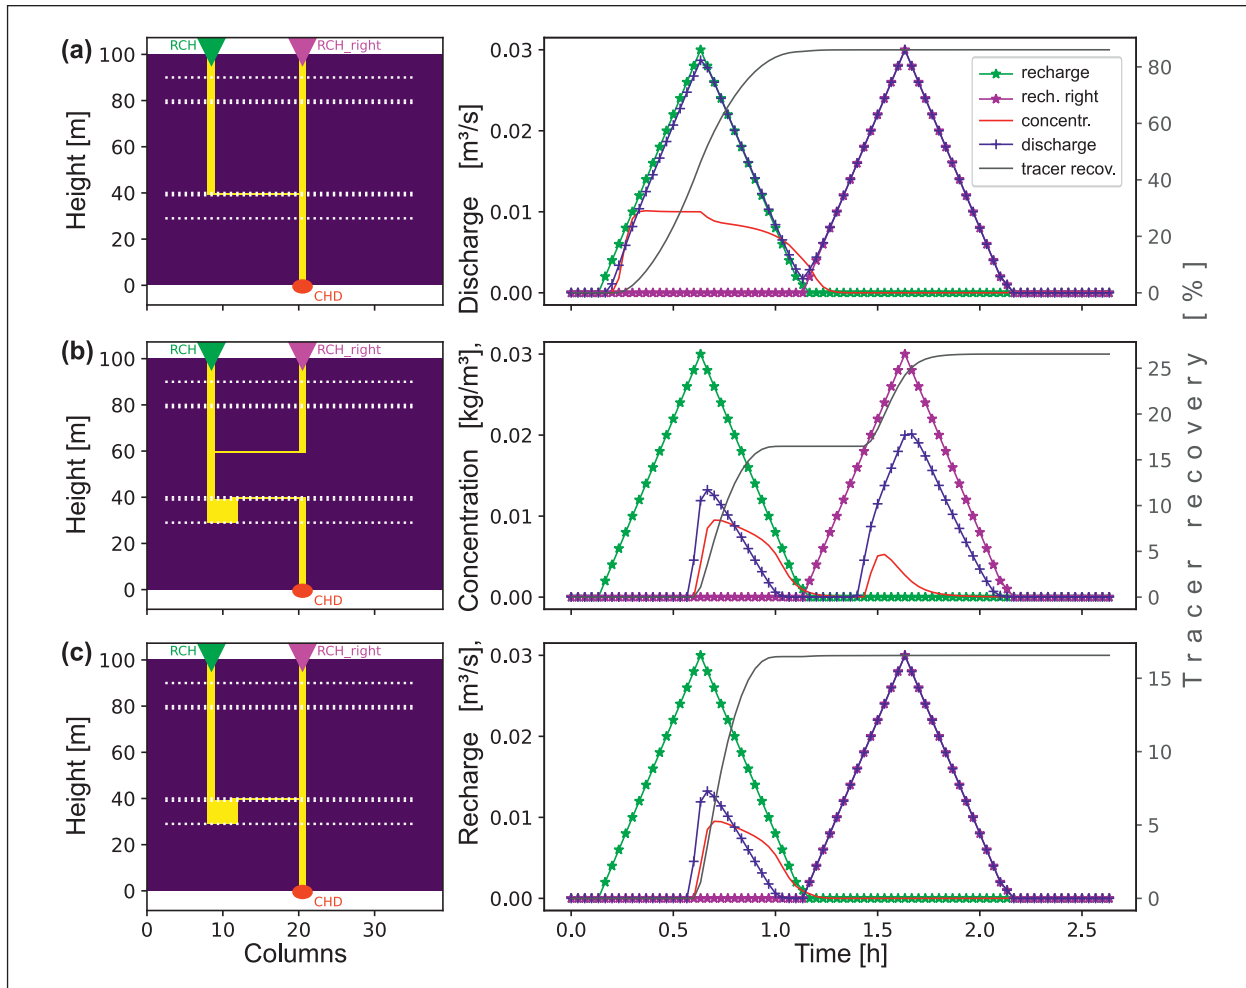 (a)
RCH
RCH_right
100
80
60
40
20
0
Height [m]
CHD
0.03
0.02
0.01
0.00
Discharge [m³/s]
recharge
rech. right
concentr.
discharge
tracer recov.
80
60
40
20
0
(b)
RCH
RCH_right
100
80
60
40
20
0
Height [m]
CHD
0.03
0.02
0.01
0.00
Concentration [kg/m³],
25
20
15
10
5
0
Tracer recovery [%]
(c)
RCH
RCH_right
100
80
60
40
20
0
Height [m]
CHD
0 10 20 30
Columns
0.03
0.02
0.01
0.00
Recharge [m³/s],
15
10
5
0
0.0 0.5 1.0 1.5 2.0 2.5
Time [h]